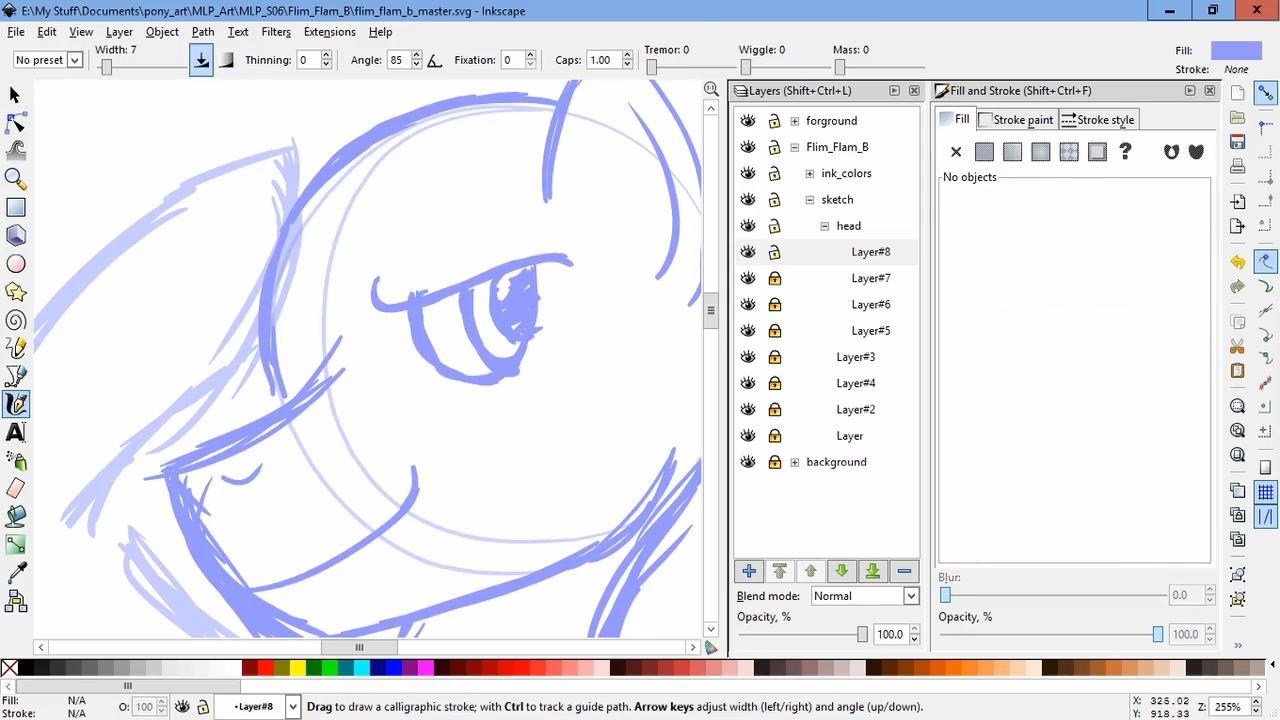 E:\My Stuff\Documents\pony_art\MLP_Art\MLP_S06\Flim_Flam_B\flim_flam_b_master.svg - Inkscape
File Edit View Layer Object Path Text Filters Extensions Help
No preset Width: 7 Thinning: 0 Angle: 85 Fixation: 0 Caps: 1.00 Tremor: 0 Wiggle: 0 Mass: 0 Fill:
Stroke: None
Layers (Shift+Ctrl+L) Fill and Stroke (Shift+Ctrl+F)
forground
Flim_Flam_B
ink_colors
sketch
head
Layer#8
Layer#7
Layer#6
Layer#5
Layer#3
Layer#4
Layer#2
Layer
background
Blend mode: Normal
Opacity, %
100.0
Fill Stroke paint Stroke style
No objects
Blur:
0.0
Opacity, %
100.0
Fill: N/A
Stroke: N/A
O: 100
Layer#8
Drag to draw a calligraphic stroke; with Ctrl to track a guide path. Arrow keys adjust width (left/right) and angle (up/down).
X: 325.02
Y: 918.33
Z: 255%